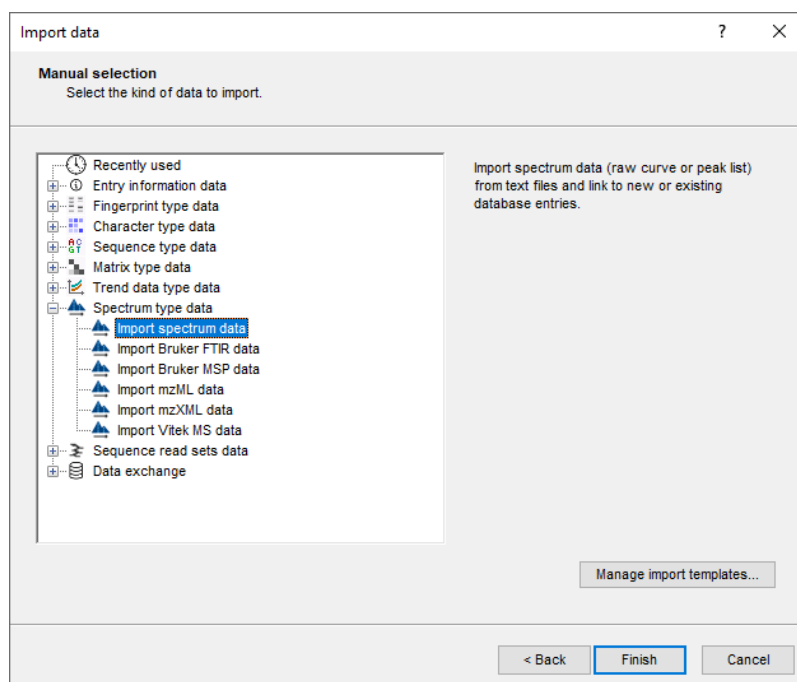 Import data
?
Manual selection
Select the kind of data to import.
Recently used
Entry information data
Fingerprint type data
Character type data
Sequence type data
Matrix type data
Trend data type data
Spectrum type data
Import spectrum data
Import Bruker FTIR data
Import Bruker MSP data
Import mzML data
Import mzXML data
Import Vitek MS data
Sequence read sets data
Data exchange
Import spectrum data (raw curve or peak list)
from text files and link to new or existing
database entries.
Manage import templates...
< Back
Finish
Cancel